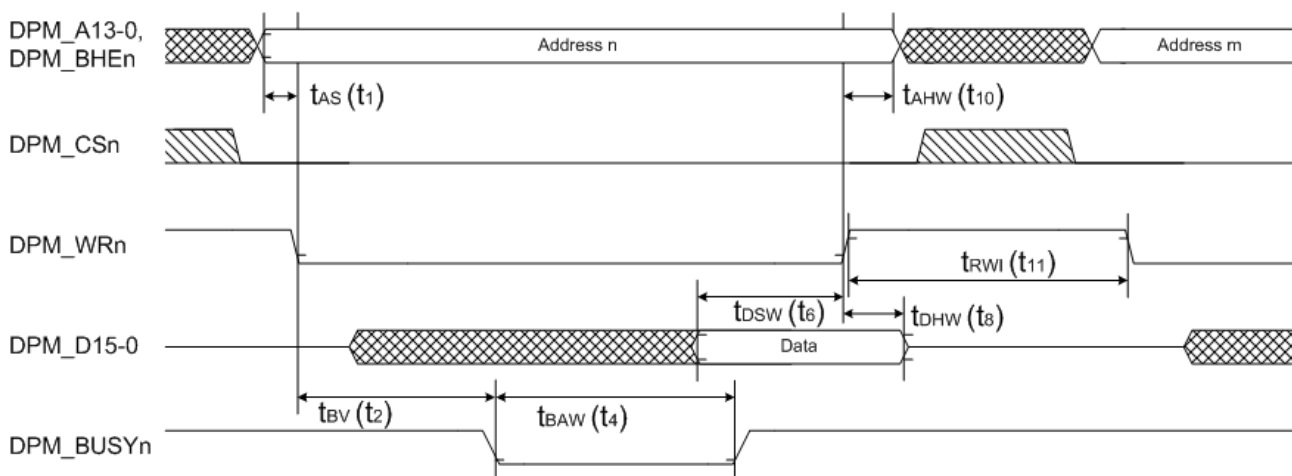 DPM_A13-0,
DPM_BHEn
Address n
Address m
tAS (t1)
tAHW (t10)
DPM_CSn
DPM_WRn
tRWI (t11)
tDSW (t6)
tDHW (t8)
DPM_D15-0
Data
tBV (t2)
tBAW (t4)
DPM_BUSYn